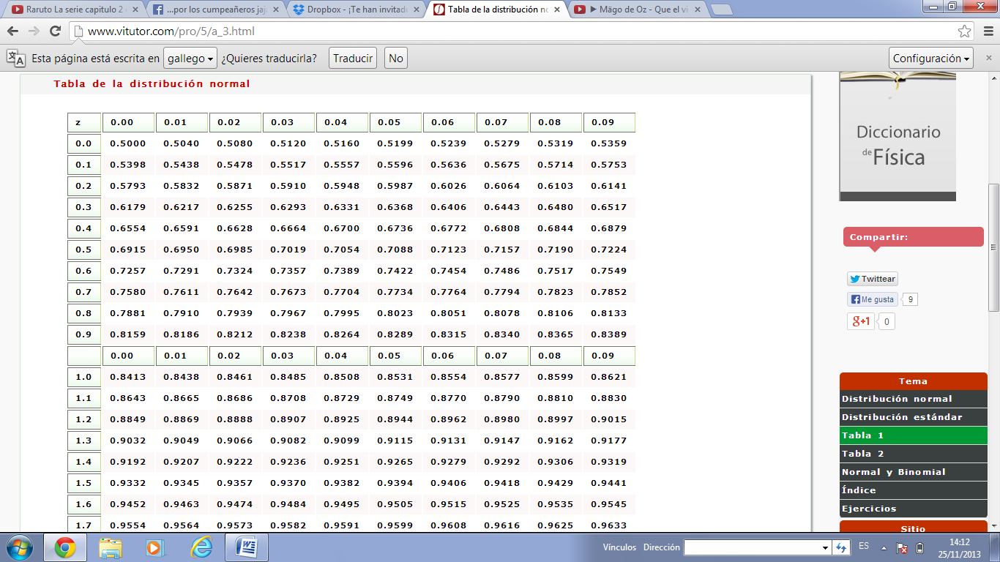 Raruto La serie capitulo 2
...por los cumpeañeros jaj
Dropbox - ¡Te han invitad
Tabla de la distribución no
► Mägo de Oz - Que el vi
www.vitutor.com/pro/5/a_3.html
Esta página está escrita en gallego ¿Quieres traducirla? Traducir No Configuración
Tabla de la distribución normal
z 0.00 0.01 0.02 0.03 0.04 0.05 0.06 0.07 0.08 0.09
0.0 0.5000 0.5040 0.5080 0.5120 0.5160 0.5199 0.5239 0.5279 0.5319 0.5359
0.1 0.5398 0.5438 0.5478 0.5517 0.5557 0.5596 0.5636 0.5675 0.5714 0.5753
0.2 0.5793 0.5832 0.5871 0.5910 0.5948 0.5987 0.6026 0.6064 0.6103 0.6141
0.3 0.6179 0.6217 0.6255 0.6293 0.6331 0.6368 0.6406 0.6443 0.6480 0.6517
0.4 0.6554 0.6591 0.6628 0.6664 0.6700 0.6736 0.6772 0.6808 0.6844 0.6879
0.5 0.6915 0.6950 0.6985 0.7019 0.7054 0.7088 0.7123 0.7157 0.7190 0.7224
0.6 0.7257 0.7291 0.7324 0.7357 0.7389 0.7422 0.7454 0.7486 0.7517 0.7549
0.7 0.7580 0.7611 0.7642 0.7673 0.7704 0.7734 0.7764 0.7794 0.7823 0.7852
0.8 0.7881 0.7910 0.7939 0.7967 0.7995 0.8023 0.8051 0.8078 0.8106 0.8133
0.9 0.8159 0.8186 0.8212 0.8238 0.8264 0.8289 0.8315 0.8340 0.8365 0.8389
0.00 0.01 0.02 0.03 0.04 0.05 0.06 0.07 0.08 0.09
1.0 0.8413 0.8438 0.8461 0.8485 0.8508 0.8531 0.8554 0.8577 0.8599 0.8621
1.1 0.8643 0.8665 0.8686 0.8708 0.8729 0.8749 0.8770 0.8790 0.8810 0.8830
1.2 0.8849 0.8869 0.8888 0.8907 0.8925 0.8944 0.8962 0.8980 0.8997 0.9015
1.3 0.9032 0.9049 0.9066 0.9082 0.9099 0.9115 0.9131 0.9147 0.9162 0.9177
1.4 0.9192 0.9207 0.9222 0.9236 0.9251 0.9265 0.9279 0.9292 0.9306 0.9319
1.5 0.9332 0.9345 0.9357 0.9370 0.9382 0.9394 0.9406 0.9418 0.9429 0.9441
1.6 0.9452 0.9463 0.9474 0.9484 0.9495 0.9505 0.9515 0.9525 0.9535 0.9545
1.7 0.9554 0.9564 0.9573 0.9582 0.9591 0.9599 0.9608 0.9616 0.9625 0.9633
Diccionario
de Física
Compartir:
Twittear
Me gusta 9
g+1 0
Tema
Distribución normal
Distribución estándar
Tabla 1
Tabla 2
Normal y Binomial
Índice
Ejercicios
Sitio
Vínculos Dirección ES
14:12
25/11/2013